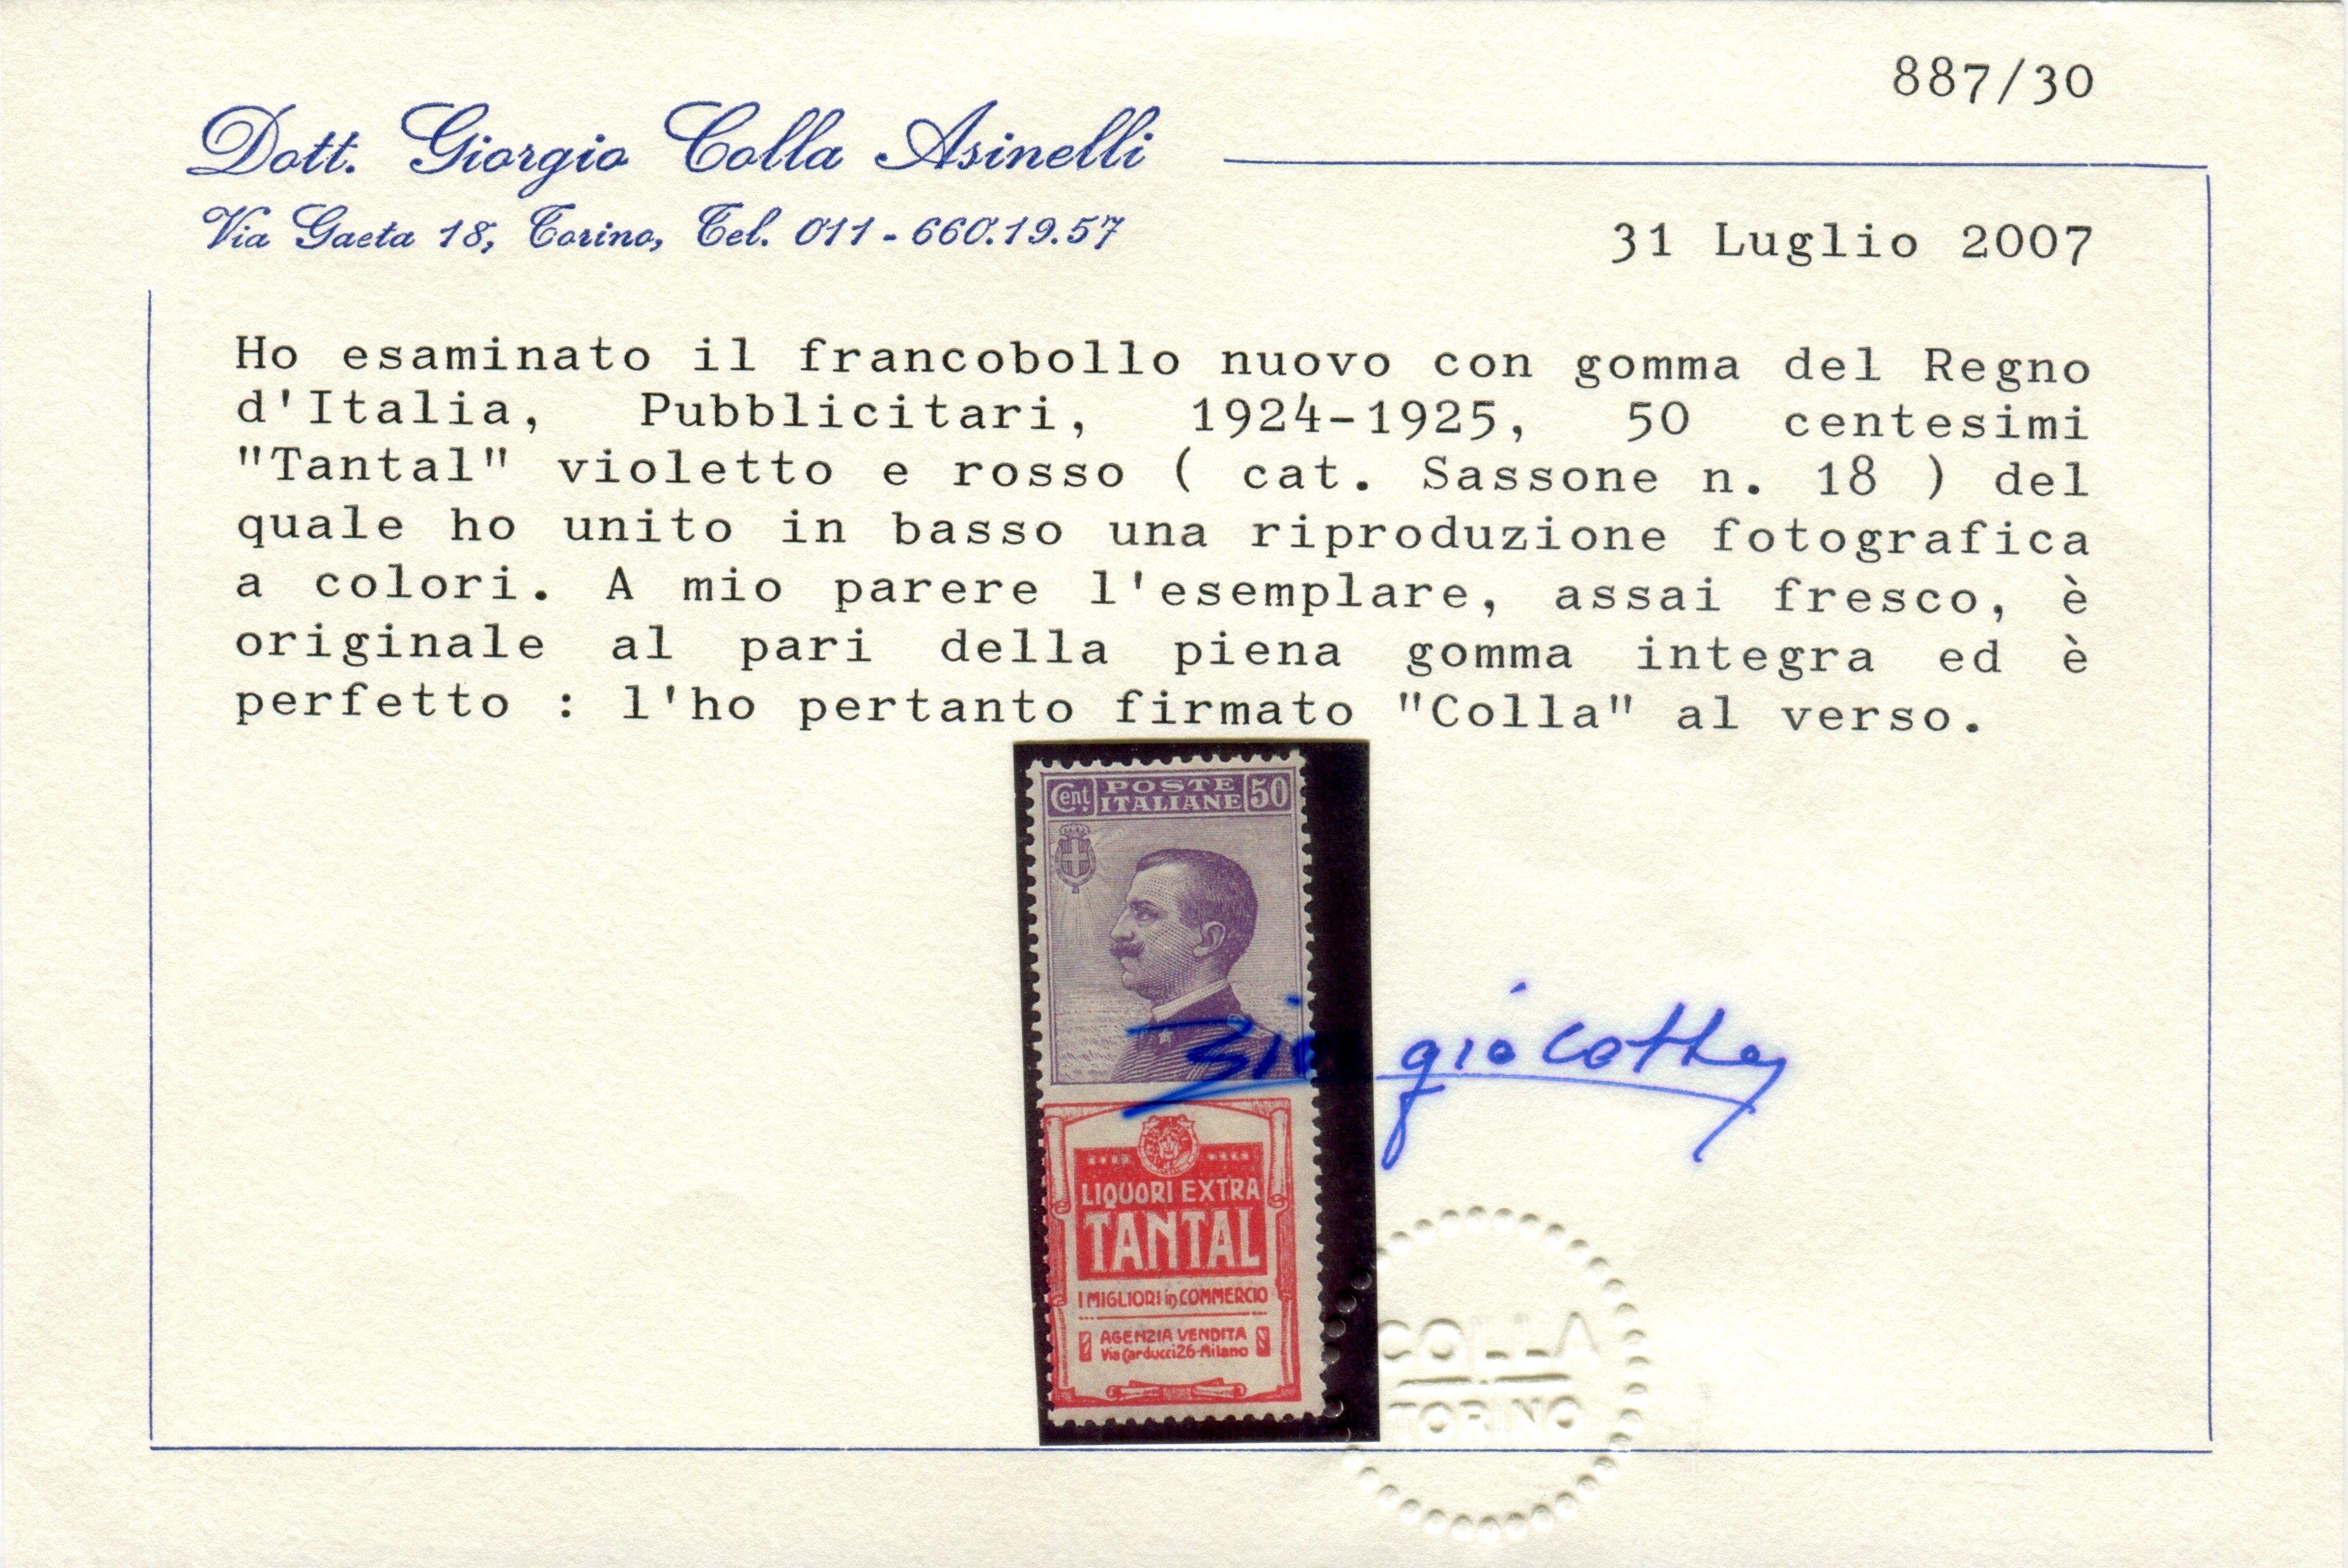 887/30
Dott. Giorgio Colla Asinelli
Via Gaeta 18, Torino, Tel. 011-660.19.57
31 Luglio 2007
Ho esaminato il francobollo nuovo con gomma del Regno
d'Italia, Pubblicitari, 1924-1925, 50 centesimi
"Tantal" violetto e rosso ( cat. Sassone n. 18 ) del
quale ho unito in basso una riproduzione fotografica
a colori. A mio parere l'esemplare, assai fresco, è
originale al pari della piena gomma integra ed è
perfetto : l'ho pertanto firmato "Colla" al verso.
Cent. POSTE ITALIANE 50
LIQUORI EXTRA
TANTAL
I MIGLIORI in COMMERCIO
AGENZIA VENDITA
Via Carducci 26-Milano
COLLA
TORINO